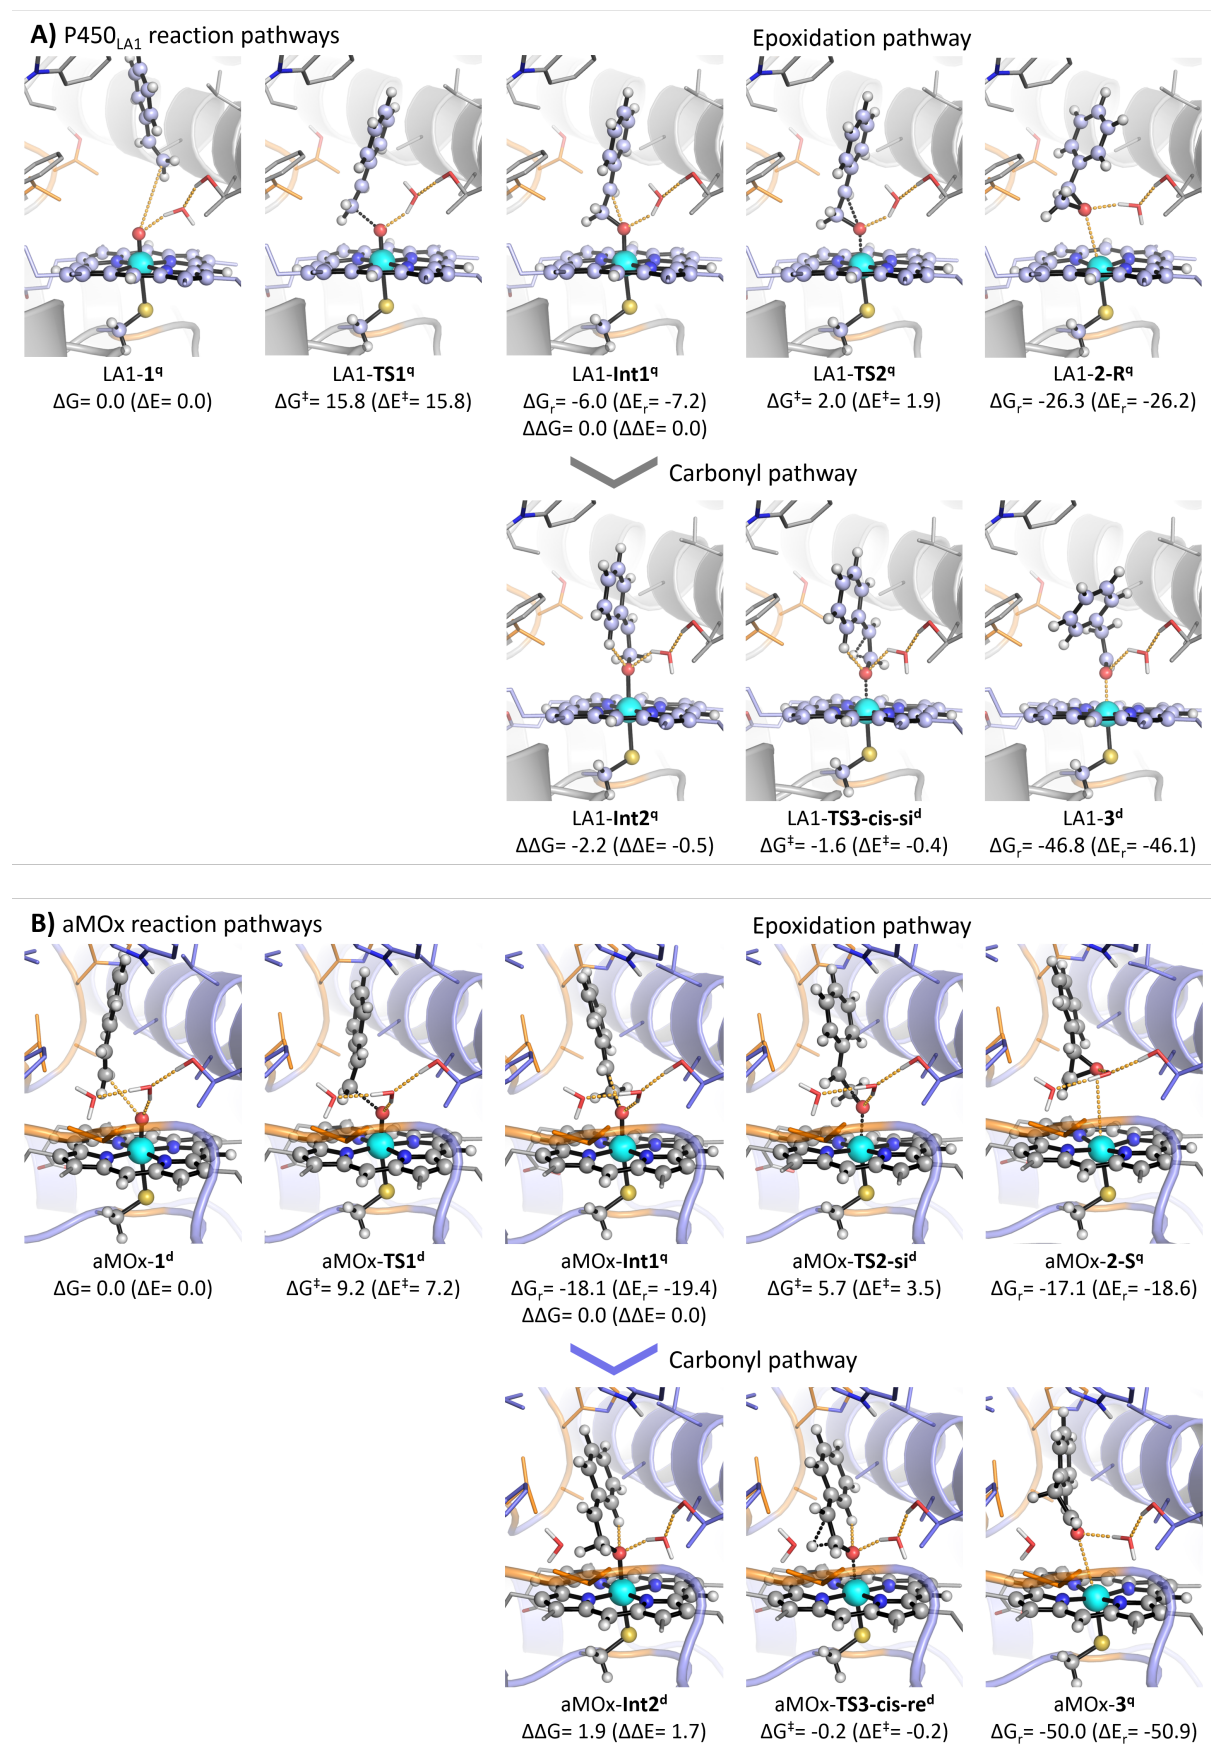 A) P450LA1 reaction pathways
Epoxidation pathway
LA1-1q
ΔG= 0.0 (ΔE= 0.0)
LA1-TS1q
ΔG‡= 15.8 (ΔE‡= 15.8)
LA1-Int1q
ΔGr= -6.0 (ΔEr= -7.2)
ΔΔG= 0.0 (ΔΔE= 0.0)
LA1-TS2q
ΔG‡= 2.0 (ΔE‡= 1.9)
LA1-2-Rq
ΔGr= -26.3 (ΔEr= -26.2)
Carbonyl pathway
LA1-Int2q
ΔΔG= -2.2 (ΔΔE= -0.5)
LA1-TS3-cis-sid
ΔG‡= -1.6 (ΔE‡= -0.4)
LA1-3d
ΔGr= -46.8 (ΔEr= -46.1)
B) aMOx reaction pathways
Epoxidation pathway
aMOx-1d
ΔG= 0.0 (ΔE= 0.0)
aMOx-TS1d
ΔG‡= 9.2 (ΔE‡= 7.2)
aMOx-Int1q
ΔGr= -18.1 (ΔEr= -19.4)
ΔΔG= 0.0 (ΔΔE= 0.0)
aMOx-TS2-sid
ΔG‡= 5.7 (ΔE‡= 3.5)
aMOx-2-Sq
ΔGr= -17.1 (ΔEr= -18.6)
Carbonyl pathway
aMOx-Int2d
ΔΔG= 1.9 (ΔΔE= 1.7)
aMOx-TS3-cis-red
ΔG‡= -0.2 (ΔE‡= -0.2)
aMOx-3q
ΔGr= -50.0 (ΔEr= -50.9)